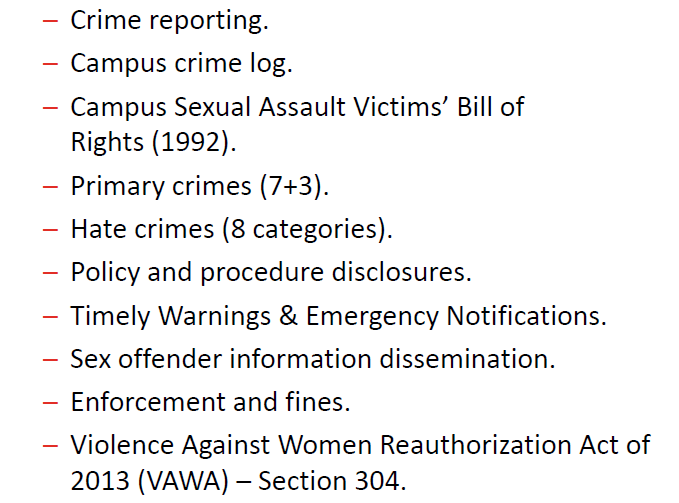 – Crime reporting.
– Campus crime log.
– Campus Sexual Assault Victims’ Bill of
Rights (1992).
– Primary crimes (7+3).
– Hate crimes (8 categories).
– Policy and procedure disclosures.
– Timely Warnings & Emergency Notifications.
– Sex offender information dissemination.
– Enforcement and fines.
– Violence Against Women Reauthorization Act of
2013 (VAWA) – Section 304.